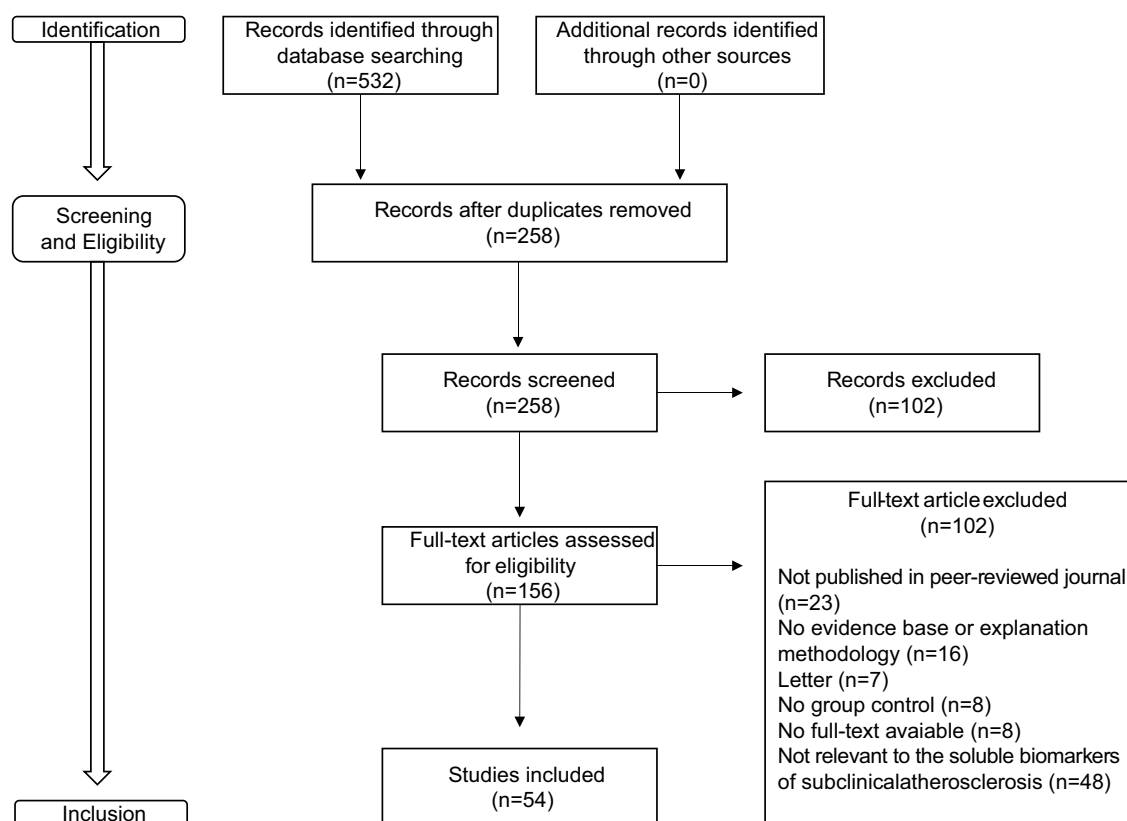 Identification
Records identified through
database searching
(n=532)
Additional records identified
through other sources
(n=0)
Screening
and Eligibility
Records after duplicates removed
(n=258)
Records screened
(n=258)
Records excluded
(n=102)
Full-text articles assessed
for eligibility
(n=156)
Full-text article excluded
(n=102)
Not published in peer-reviewed journal
(n=23)
No evidence base or explanation
methodology (n=16)
Letter (n=7)
No group control (n=8)
No full-text avaiable (n=8)
Not relevant to the soluble biomarkers
of subclinicalatherosclerosis (n=48)
Studies included
(n=54)
Inclusion